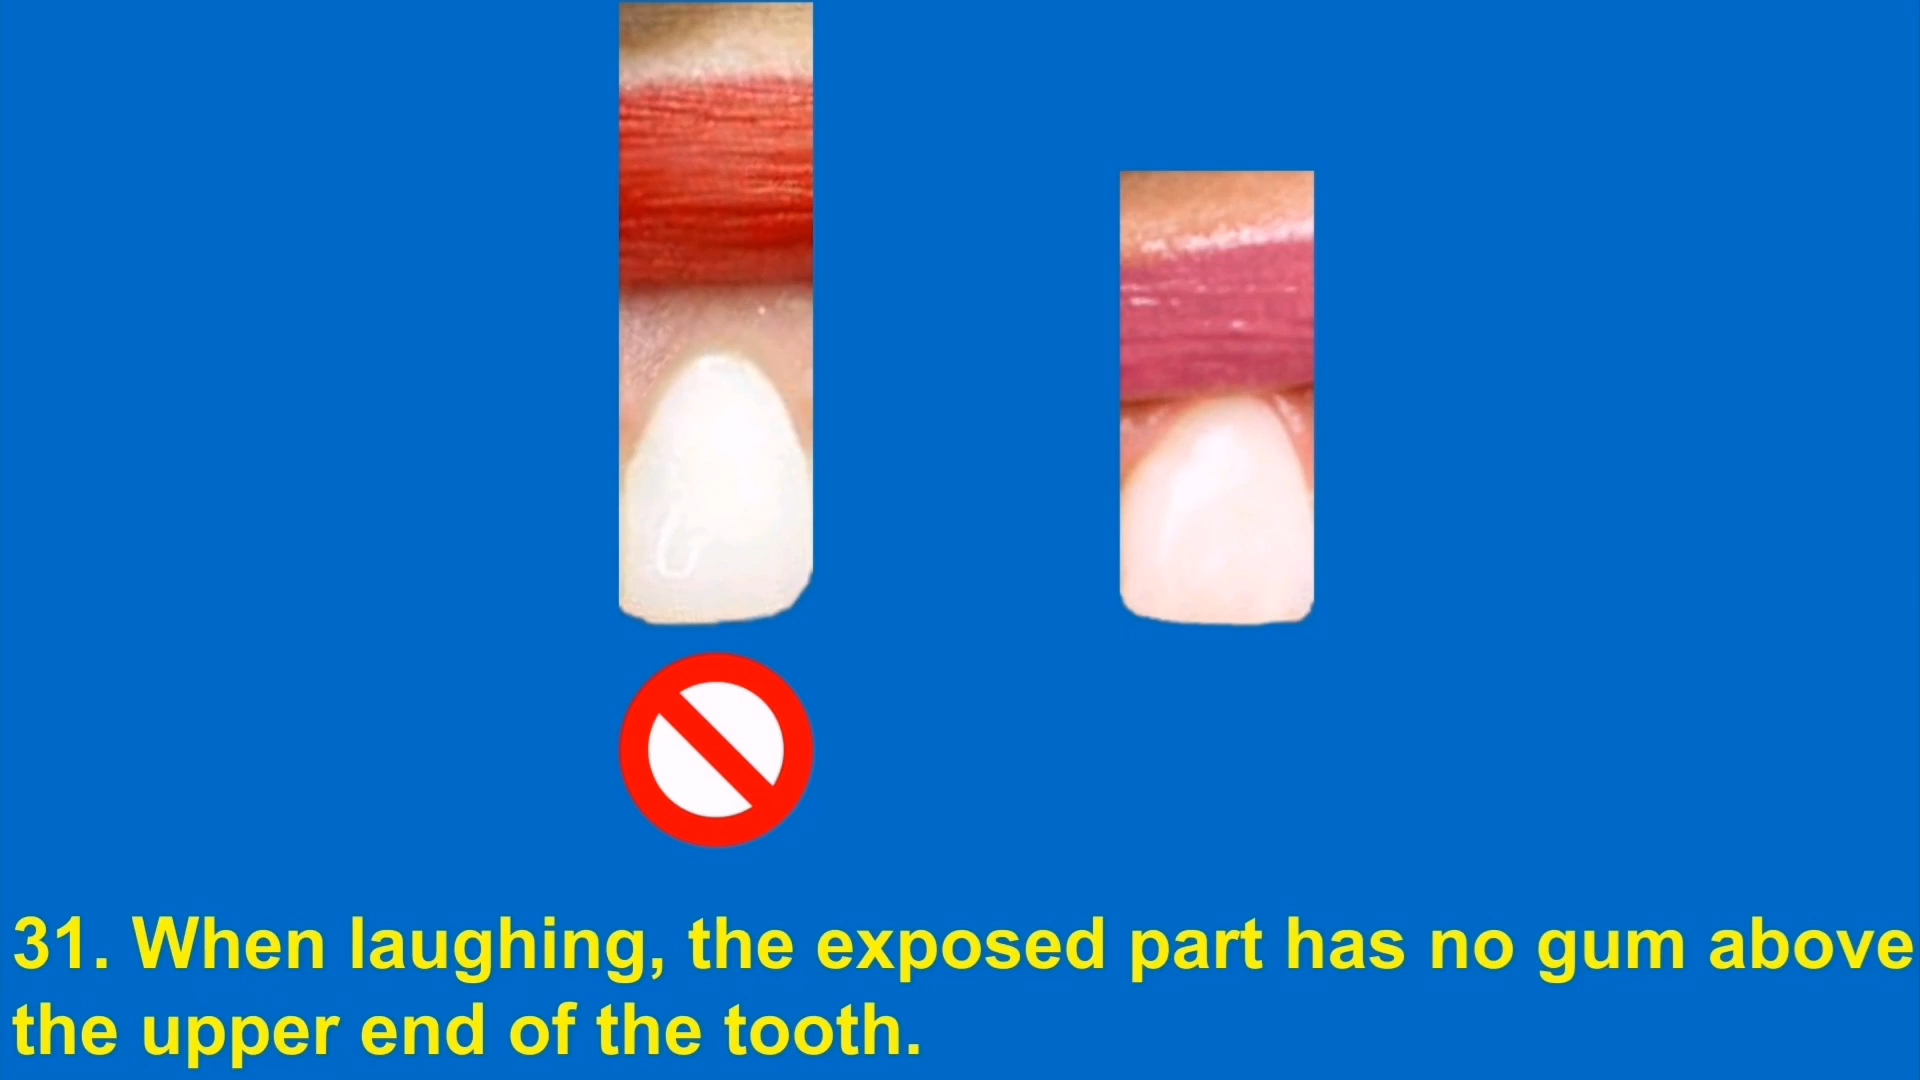 31. When laughing, the exposed part has no gum above
the upper end of the tooth.